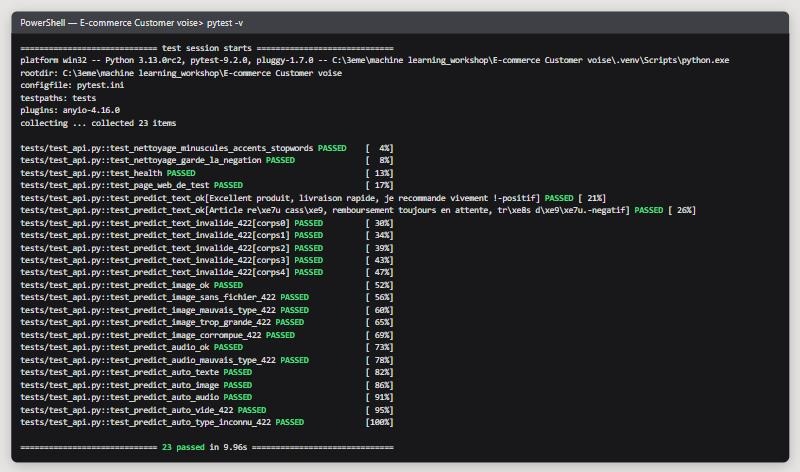 PowerShell — E-commerce Customer voise> pytest -v
============================= test session starts =============================
platform win32 -- Python 3.13.0rc2, pytest-9.2.0, pluggy-1.7.0 -- C:\3eme\machine learning_workshop\E-commerce Customer voise\.venv\Scripts\python.exe
rootdir: C:\3eme\machine learning_workshop\E-commerce Customer voise
configfile: pytest.ini
testpaths: tests
plugins: anyio-4.16.0
collecting ... collected 23 items
tests/test_api.py::test_nettoyage_minuscules_accents_stopwords PASSED [  4%]
tests/test_api.py::test_nettoyage_garde_la_negation PASSED [  8%]
tests/test_api.py::test_health PASSED [ 13%]
tests/test_api.py::test_page_web_de_test PASSED [ 17%]
tests/test_api.py::test_predict_text_ok[Excellent produit, livraison rapide, je recommande vivement !-positif] PASSED [ 21%]
tests/test_api.py::test_predict_text_ok[Article re\xe7u cass\xe9, remboursement toujours en attente, tr\xe8s d\xe9\xe7u.-negatif] PASSED [ 26%]
tests/test_api.py::test_predict_text_invalide_422[corps0] PASSED [ 30%]
tests/test_api.py::test_predict_text_invalide_422[corps1] PASSED [ 34%]
tests/test_api.py::test_predict_text_invalide_422[corps2] PASSED [ 39%]
tests/test_api.py::test_predict_text_invalide_422[corps3] PASSED [ 43%]
tests/test_api.py::test_predict_text_invalide_422[corps4] PASSED [ 47%]
tests/test_api.py::test_predict_image_ok PASSED [ 52%]
tests/test_api.py::test_predict_image_sans_fichier_422 PASSED [ 56%]
tests/test_api.py::test_predict_image_mauvais_type_422 PASSED [ 60%]
tests/test_api.py::test_predict_image_trop_grande_422 PASSED [ 65%]
tests/test_api.py::test_predict_image_corrompue_422 PASSED [ 69%]
tests/test_api.py::test_predict_audio_ok PASSED [ 73%]
tests/test_api.py::test_predict_audio_mauvais_type_422 PASSED [ 78%]
tests/test_api.py::test_predict_auto_texte PASSED [ 82%]
tests/test_api.py::test_predict_auto_image PASSED [ 86%]
tests/test_api.py::test_predict_auto_audio PASSED [ 91%]
tests/test_api.py::test_predict_auto_vide_422 PASSED [ 95%]
tests/test_api.py::test_predict_auto_type_inconnu_422 PASSED [100%]
============================= 23 passed in 9.96s ==============================